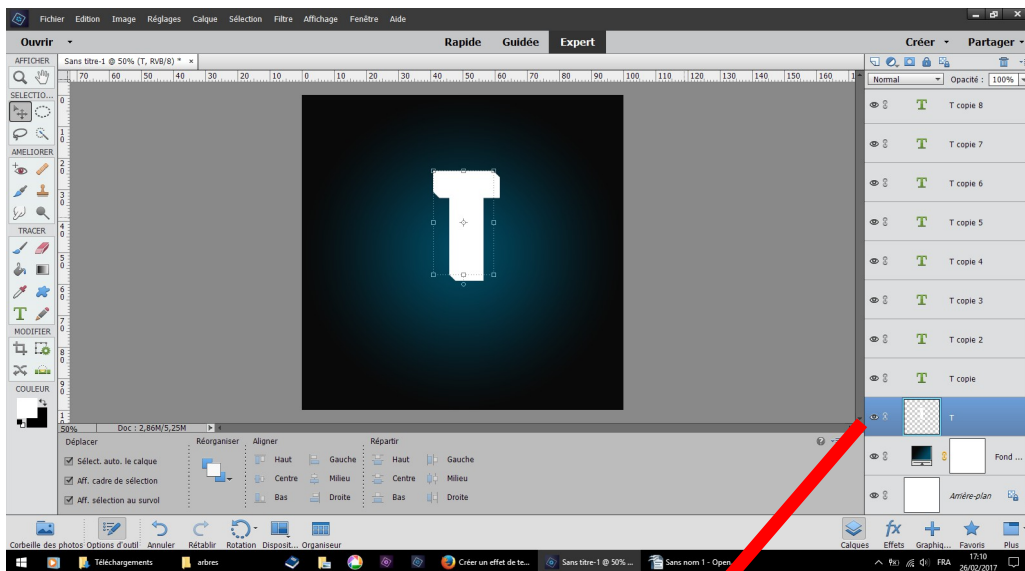 Fichier Edition Image Réglages Calque Sélection Filtre Affichage Fenêtre Aide
Ouvrir Rapide Guidée Expert Créer Partager
AFFICHER Sans titre-1 @ 50% (T, RVB/8) * ×
70 60 50 40 30 20 10 0 10 20 30 40 50 60 70 80 90 100 110 120 130 140 150 160
Normal Opacité : 100%
SELECTIO...
T T copie 8
T T copie 7
AMELIORER
T T copie 6
T T copie 5
TRACER
T
T T copie 4
T T copie 3
T
MODIFIER
T T copie 2
T T copie
COULEUR
T
50% Doc : 2,86M/5,25M
Déplacer Réorganiser Aligner Répartir
Sélect. auto. le calque Haut Gauche Haut Gauche
Fond ...
Aff. cadre de sélection Centre Milieu Centre Milieu
Aff. sélection au survol Bas Droite Bas Droite
Arrière-plan
Corbeille des photos Options d'outil Annuler Rétablir Rotation Disposit... Organiseur Calques Effets Graphiq... Favoris Plus
Téléchargements arbres Créer un effet de te... Sans titre-1 @ 50% ... Sans nom 1 - Open... FRA 17:10
26/02/2017